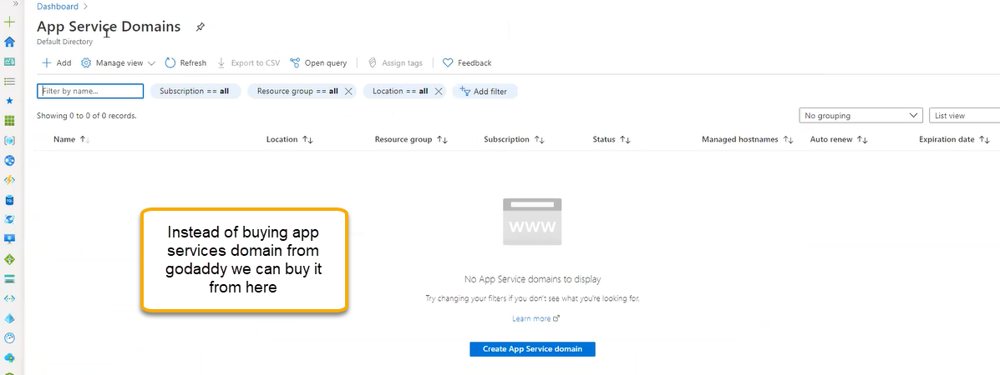 Dashboard
App Service Domains
Default Directory
Add Manage view Refresh Export to CSV Open query Assign tags Feedback
Filter by name... Subscription == all Resource group == all Location == all Add filter
Showing 0 to 0 of 0 records.
No grouping List view
Name Location Resource group Subscription Status Managed hostnames Auto renew Expiration date
www
Instead of buying app
services domain from
godaddy we can buy it
from here
No App Service domains to display
Try changing your filters if you don't see what you're looking for.
Learn more
Create App Service domain